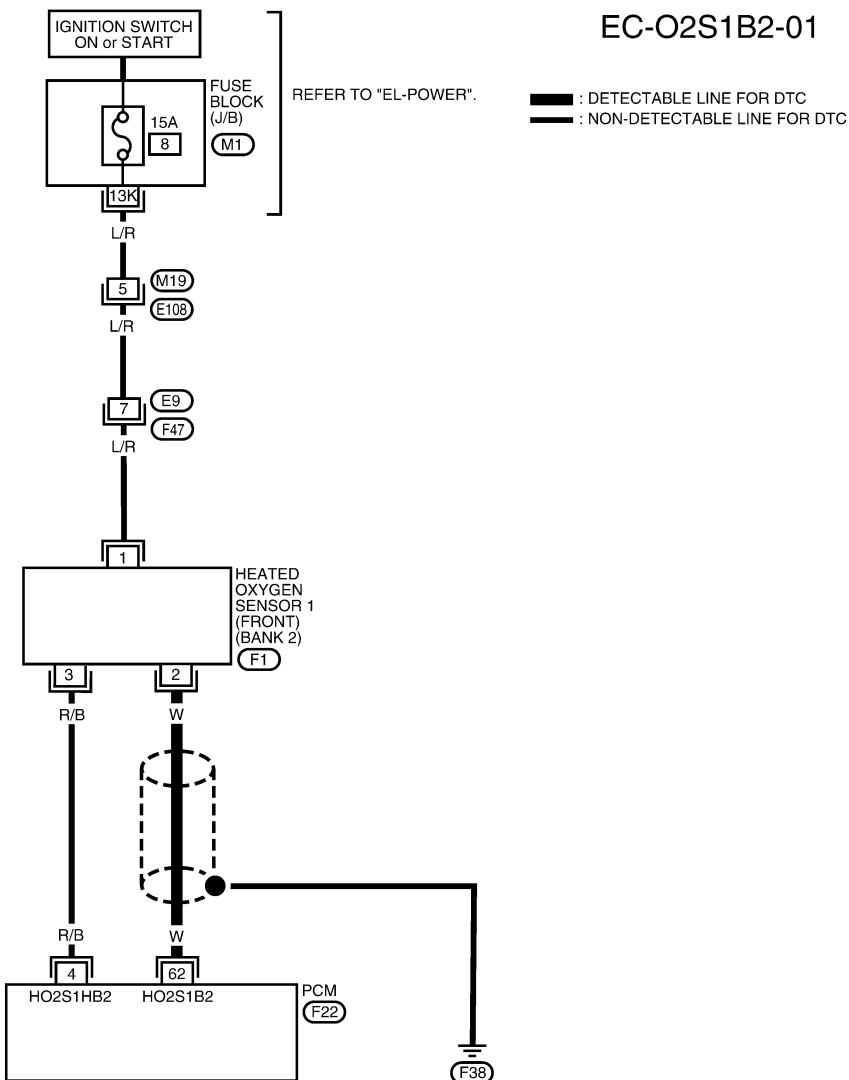 EC-O2S1B2-01
IGNITION SWITCH
ON or START
FUSE
BLOCK
(J/B)
M1
15A
8
REFER TO "EL-POWER".
: DETECTABLE LINE FOR DTC
: NON-DETECTABLE LINE FOR DTC
13K
L/R
5
M19
E108
L/R
7
E9
F47
L/R
1
HEATED
OXYGEN
SENSOR 1
(FRONT)
(BANK 2)
F1
3
2
R/B
W
R/B
W
4
62
HO2S1HB2
HO2S1B2
PCM
F22
F38